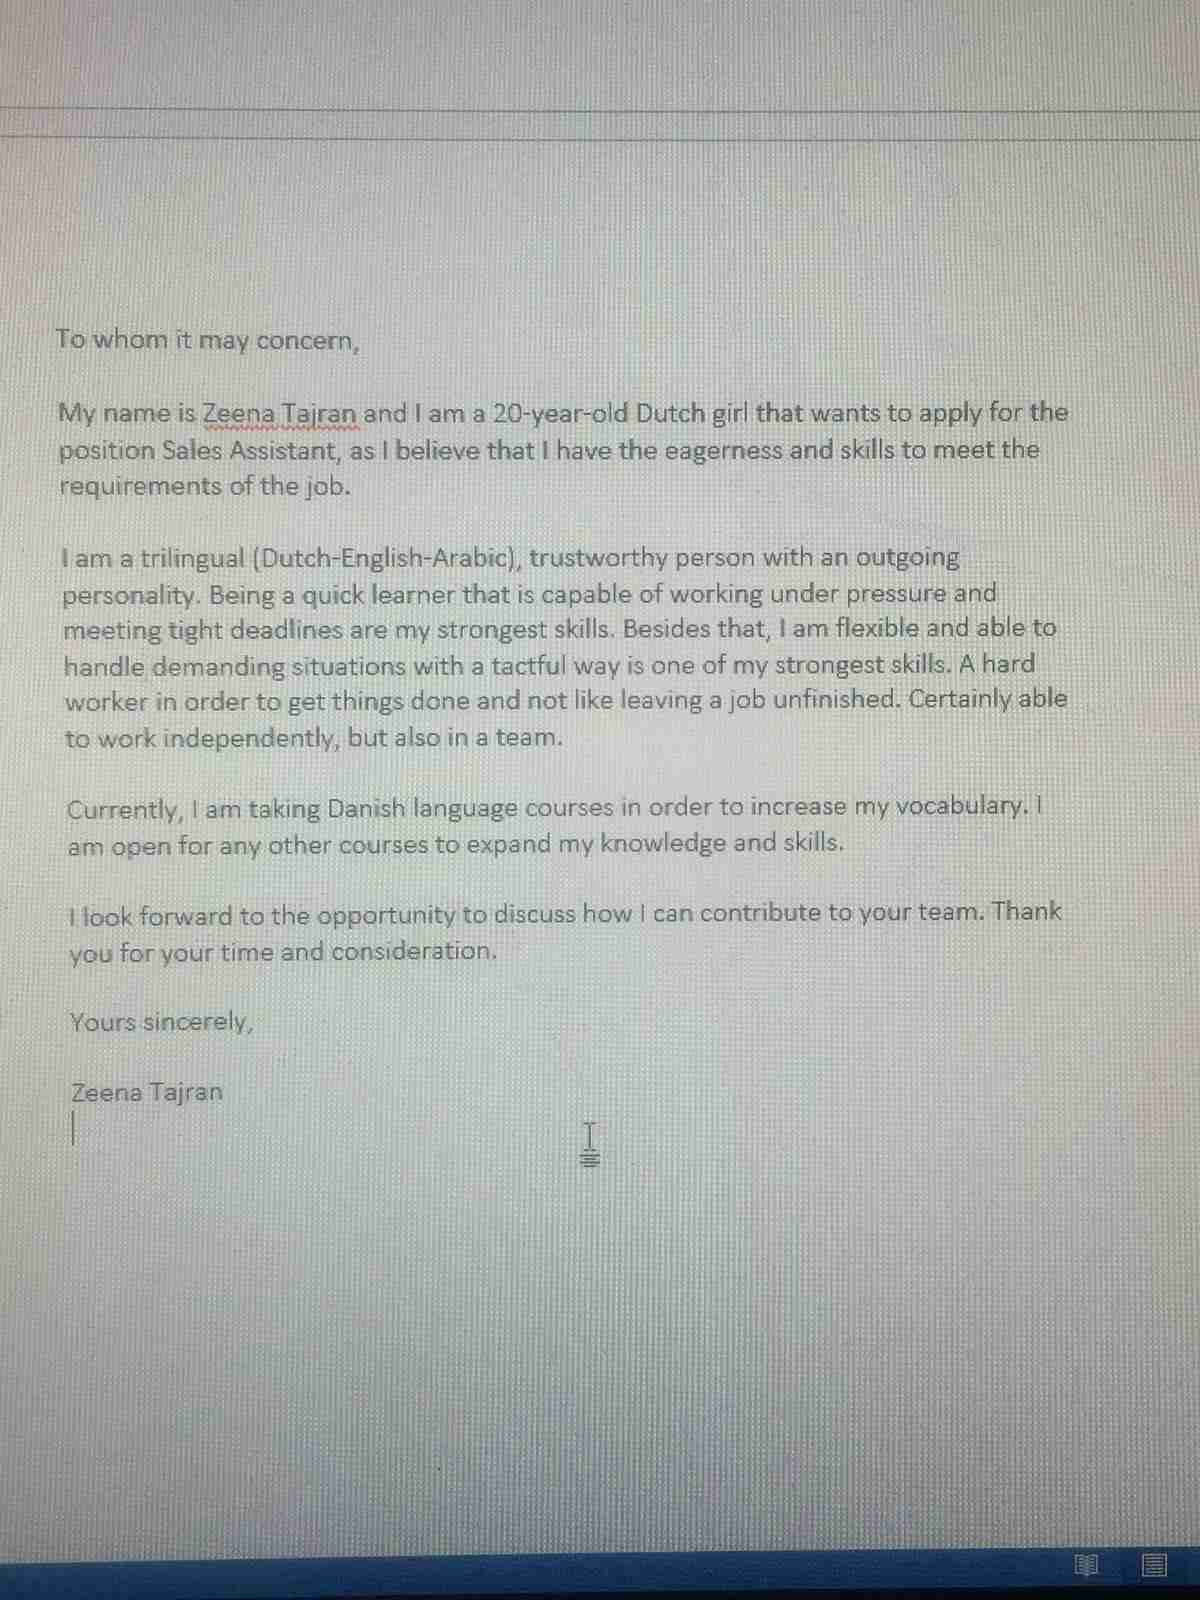 To whom it may concern,
My name is Zeena Tajran and I am a 20-year-old Dutch girl that wants to apply for the
position Sales Assistant, as I believe that I have the eagerness and skills to meet the
requirements of the job.
I am a trilingual (Dutch-English-Arabic), trustworthy person with an outgoing
personality. Being a quick learner that is capable of working under pressure and
meeting tight deadlines are my strongest skills. Besides that, I am flexible and able to
handle demanding situations with a tactful way is one of my strongest skills. A hard
worker in order to get things done and not like leaving a job unfinished. Certainly able
to work independently, but also in a team.
Currently, I am taking Danish language courses in order to increase my vocabulary. I
am open for any other courses to expand my knowledge and skills.
I look forward to the opportunity to discuss how I can contribute to your team. Thank
you for your time and consideration.
Yours sincerely,
Zeena Tajran